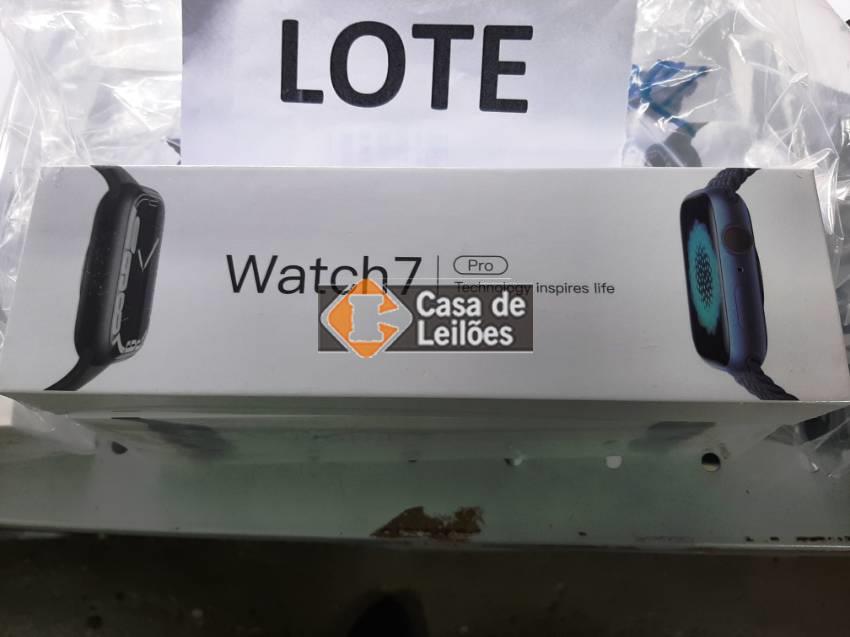 LOTE
Watch7
Pro
Technology inspires life
Casa de
Leilões